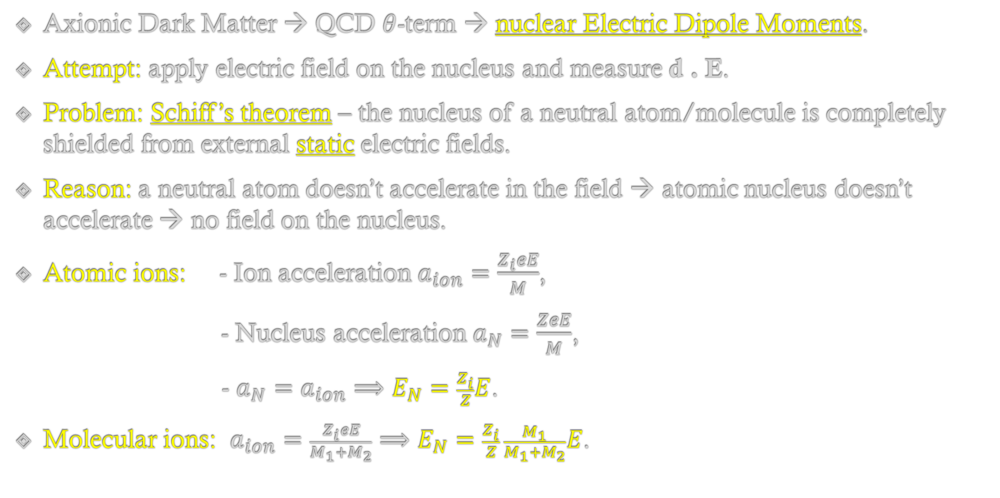 ❖ Axionic Dark Matter → QCD θ-term → nuclear Electric Dipole Moments.
❖ Attempt: apply electric field on the nucleus and measure d . E.
❖ Problem: Schiff's theorem – the nucleus of a neutral atom/molecule is completely
shielded from external static electric fields.
❖ Reason: a neutral atom doesn't accelerate in the field → atomic nucleus doesn't
accelerate → no field on the nucleus.
❖ Atomic ions: - Ion acceleration $a_{ion} = \frac{Z_i eE}{M}$,
- Nucleus acceleration $a_N = \frac{ZeE}{M}$,
- $a_N = a_{ion} \Longrightarrow E_N = \frac{Z_i}{Z}E$.
❖ Molecular ions: $a_{ion} = \frac{Z_i eE}{M_1+M_2} \Longrightarrow E_N = \frac{Z_i}{Z}\frac{M_1}{M_1+M_2}E$.